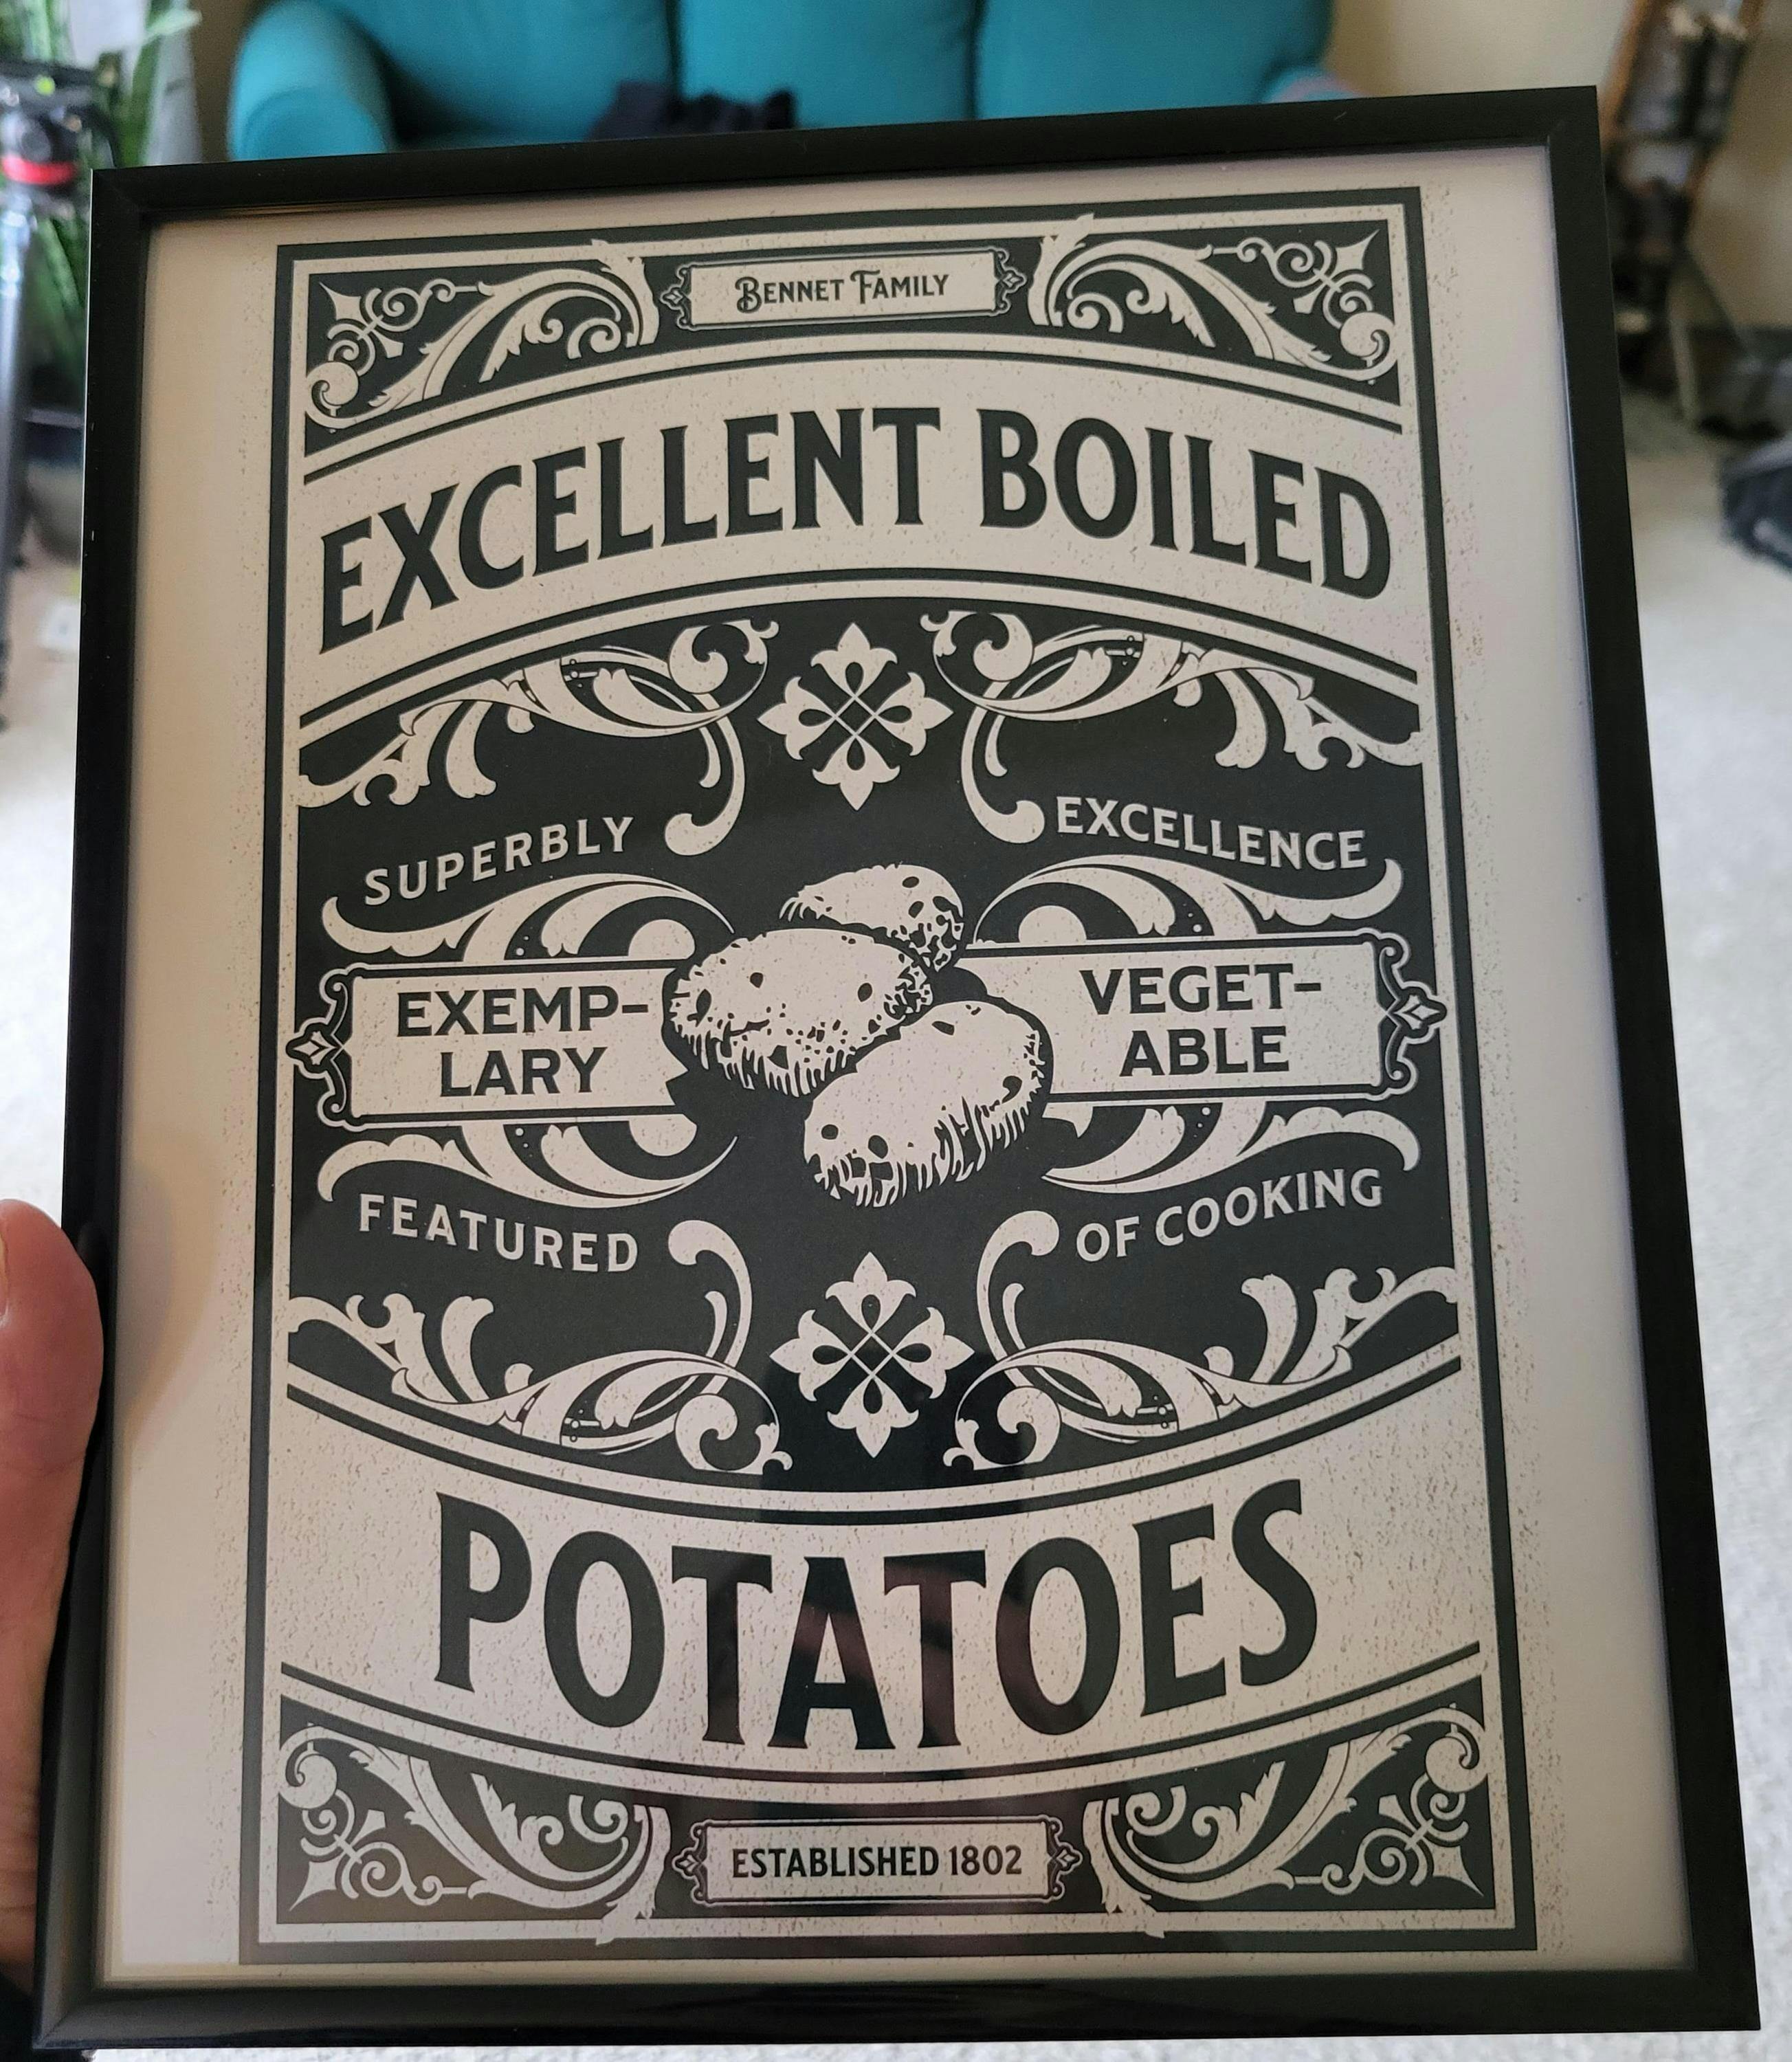 BENNET FAMILY
EXCELLENT BOILED
SUPERBLY
EXCELLENCE
EXEMP-
LARY
VEGET-
ABLE
FEATURED
OF COOKING
POTATOES
ESTABLISHED 1802